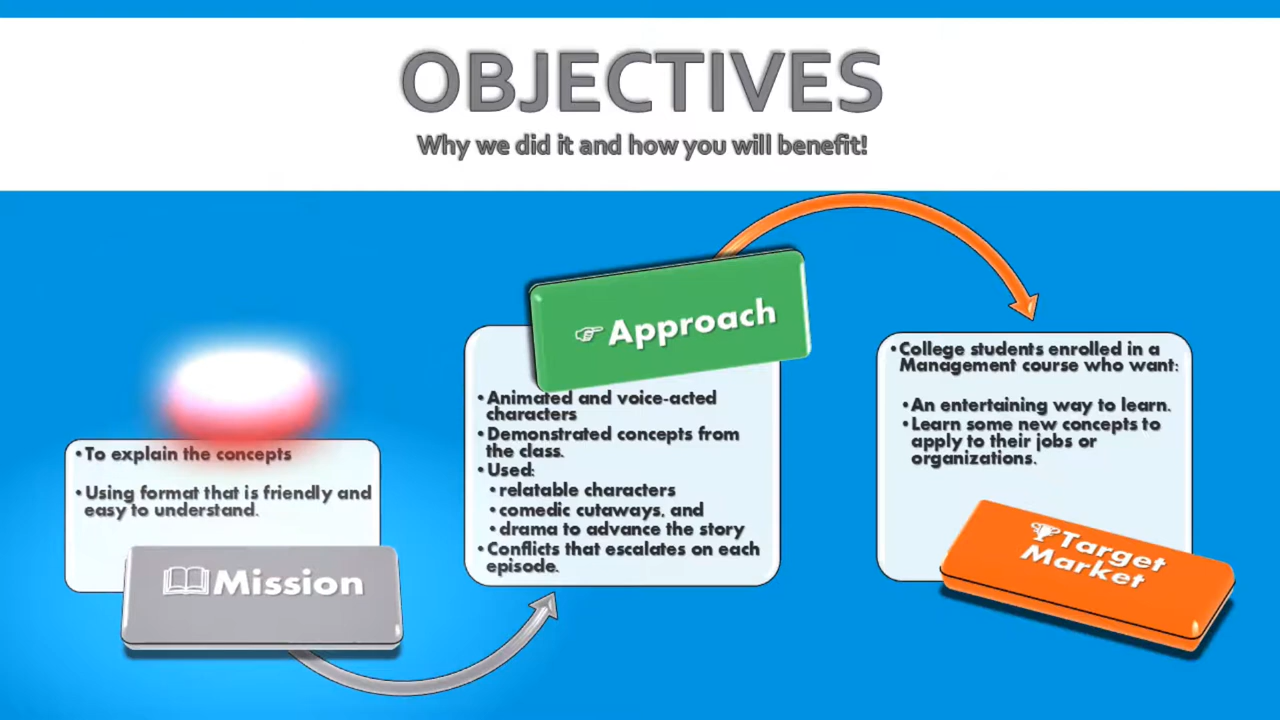 OBJECTIVES
Why we did it and how you will benefit!
•To explain the concepts
•Using format that is friendly and
easy to understand.
Mission
Approach
•Animated and voice-acted
characters
•Demonstrated concepts from
the class.
•Used:
•relatable characters
•comedic cutaways, and
•drama to advance the story
•Conflicts that escalates on each
episode.
•College students enrolled in a
Management course who want:
•An entertaining way to learn.
•Learn some new concepts to
apply to their jobs or
organizations.
Target
Market